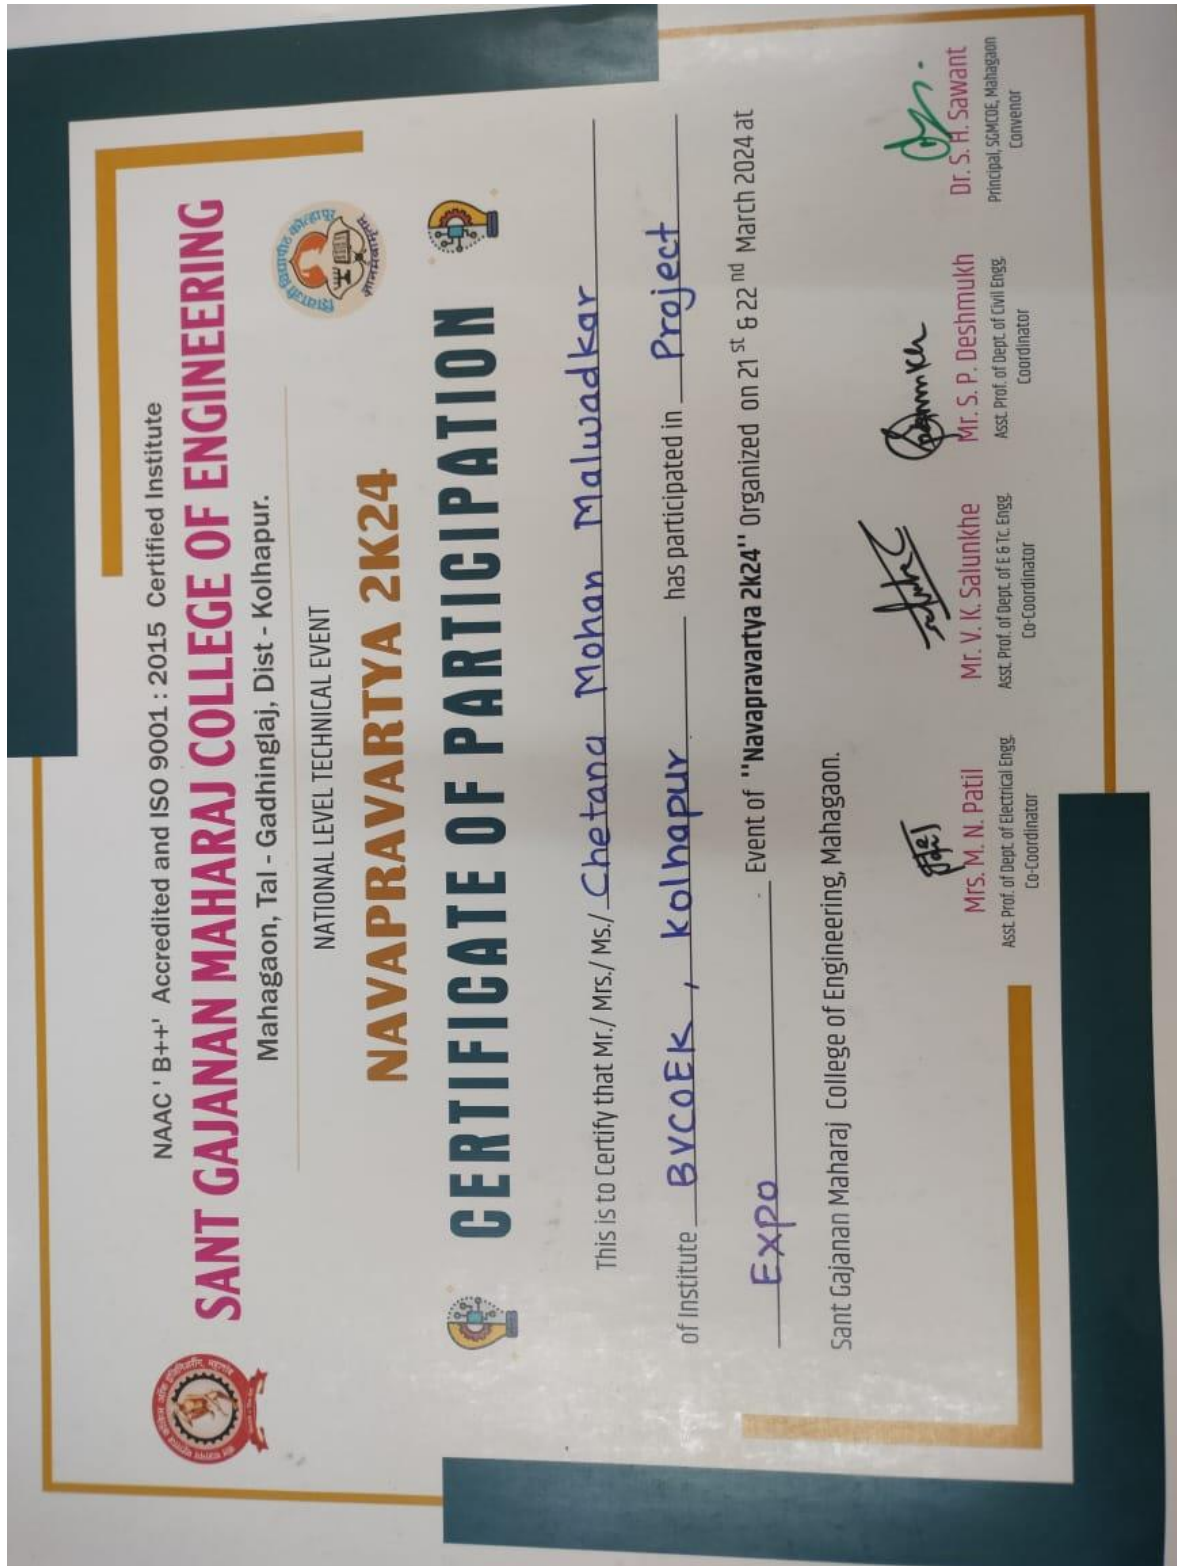 NAAC ' B++' Accredited and ISO 9001 : 2015 Certified Institute
SANT GAJANAN MAHARAJ COLLEGE OF ENGINEERING
Mahagaon, Tal - Gadhinglaj, Dist - Kolhapur.
NATIONAL LEVEL TECHNICAL EVENT
NAVAPRAVARTYA 2K24
CERTIFICATE OF PARTICIPATION
This is to Certify that Mr./ Mrs./ Ms./ Chetana Mohan Malwadkar
of Institute BVCOEK, Kolhapur has participated in Project
Expo Event of "Navapravartya 2k24" Organized on 21 st & 22 nd March 2024 at
Sant Gajanan Maharaj College of Engineering, Mahagaon.
Mrs. M. N. Patil
Asst. Prof. of Dept. of Electrical Engg.
Co-Coordinator
Mr. V. K. Salunkhe
Asst. Prof. of Dept. of E & Tc. Engg.
Co-Coordinator
Mr. S. P. Deshmukh
Asst. Prof. of Dept. of Civil Engg.
Coordinator
Dr. S. H. Sawant
Principal, SGMCOE, Mahagaon
Convenor